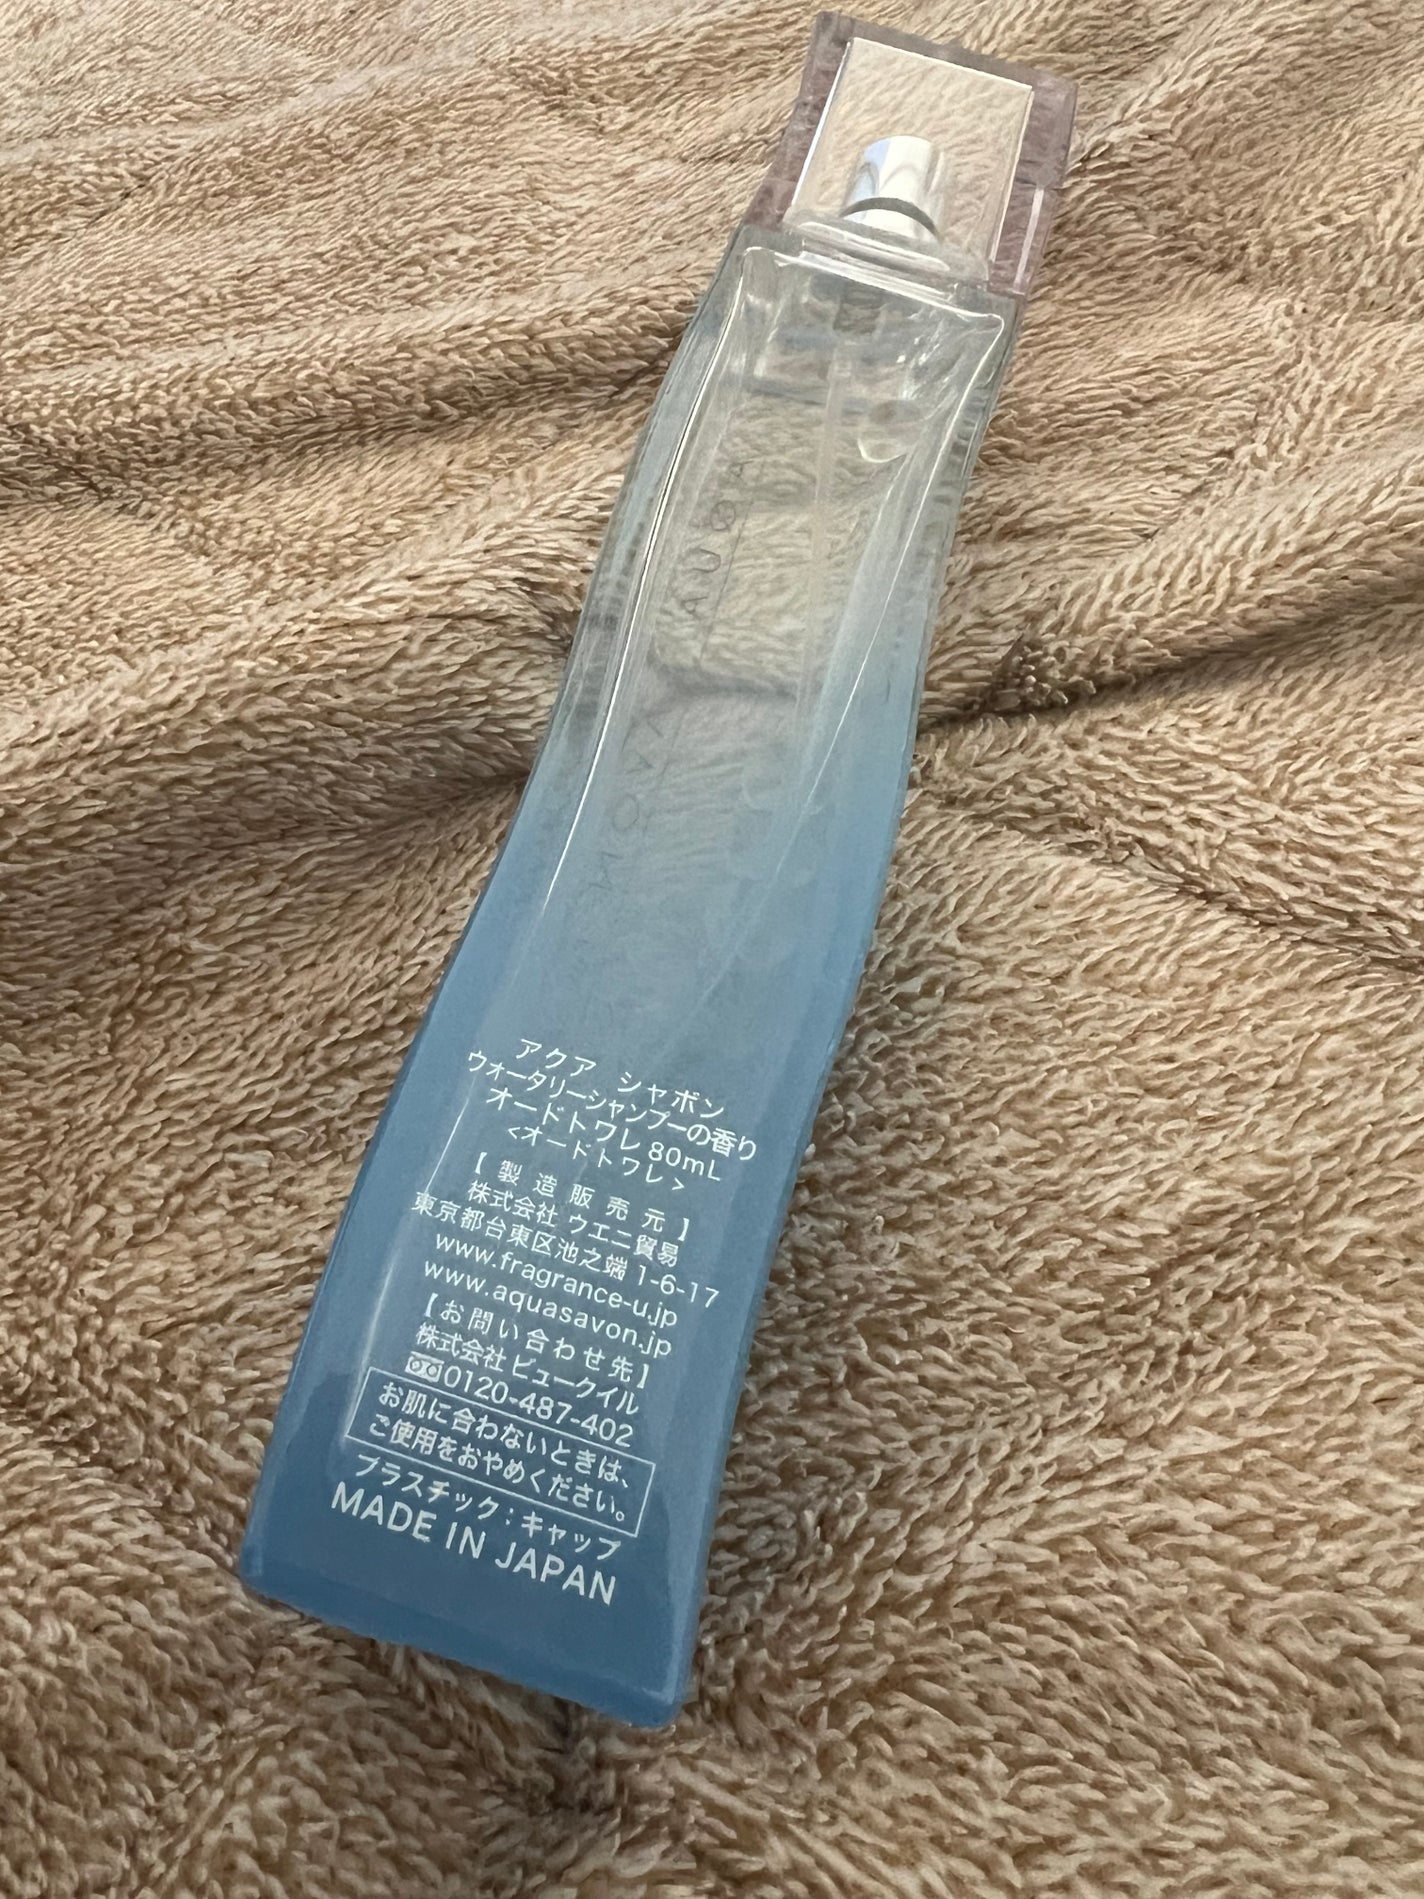 アクア シャボン
ウォータリーシャンプーの香り
オードトワレ 80mL
<オードトワレ>
【製造販売元】
株式会社 ウエニ貿易
東京都台東区池之端 1-6-17
www.fragrance-u.jp
www.aquasavon.jp
【お問い合わせ先】
株式会社 ビュークイル
0120-487-402
お肌に合わないときは、
ご使用をおやめください。
プラスチック:キャップ
MADE IN JAPAN
AQUA